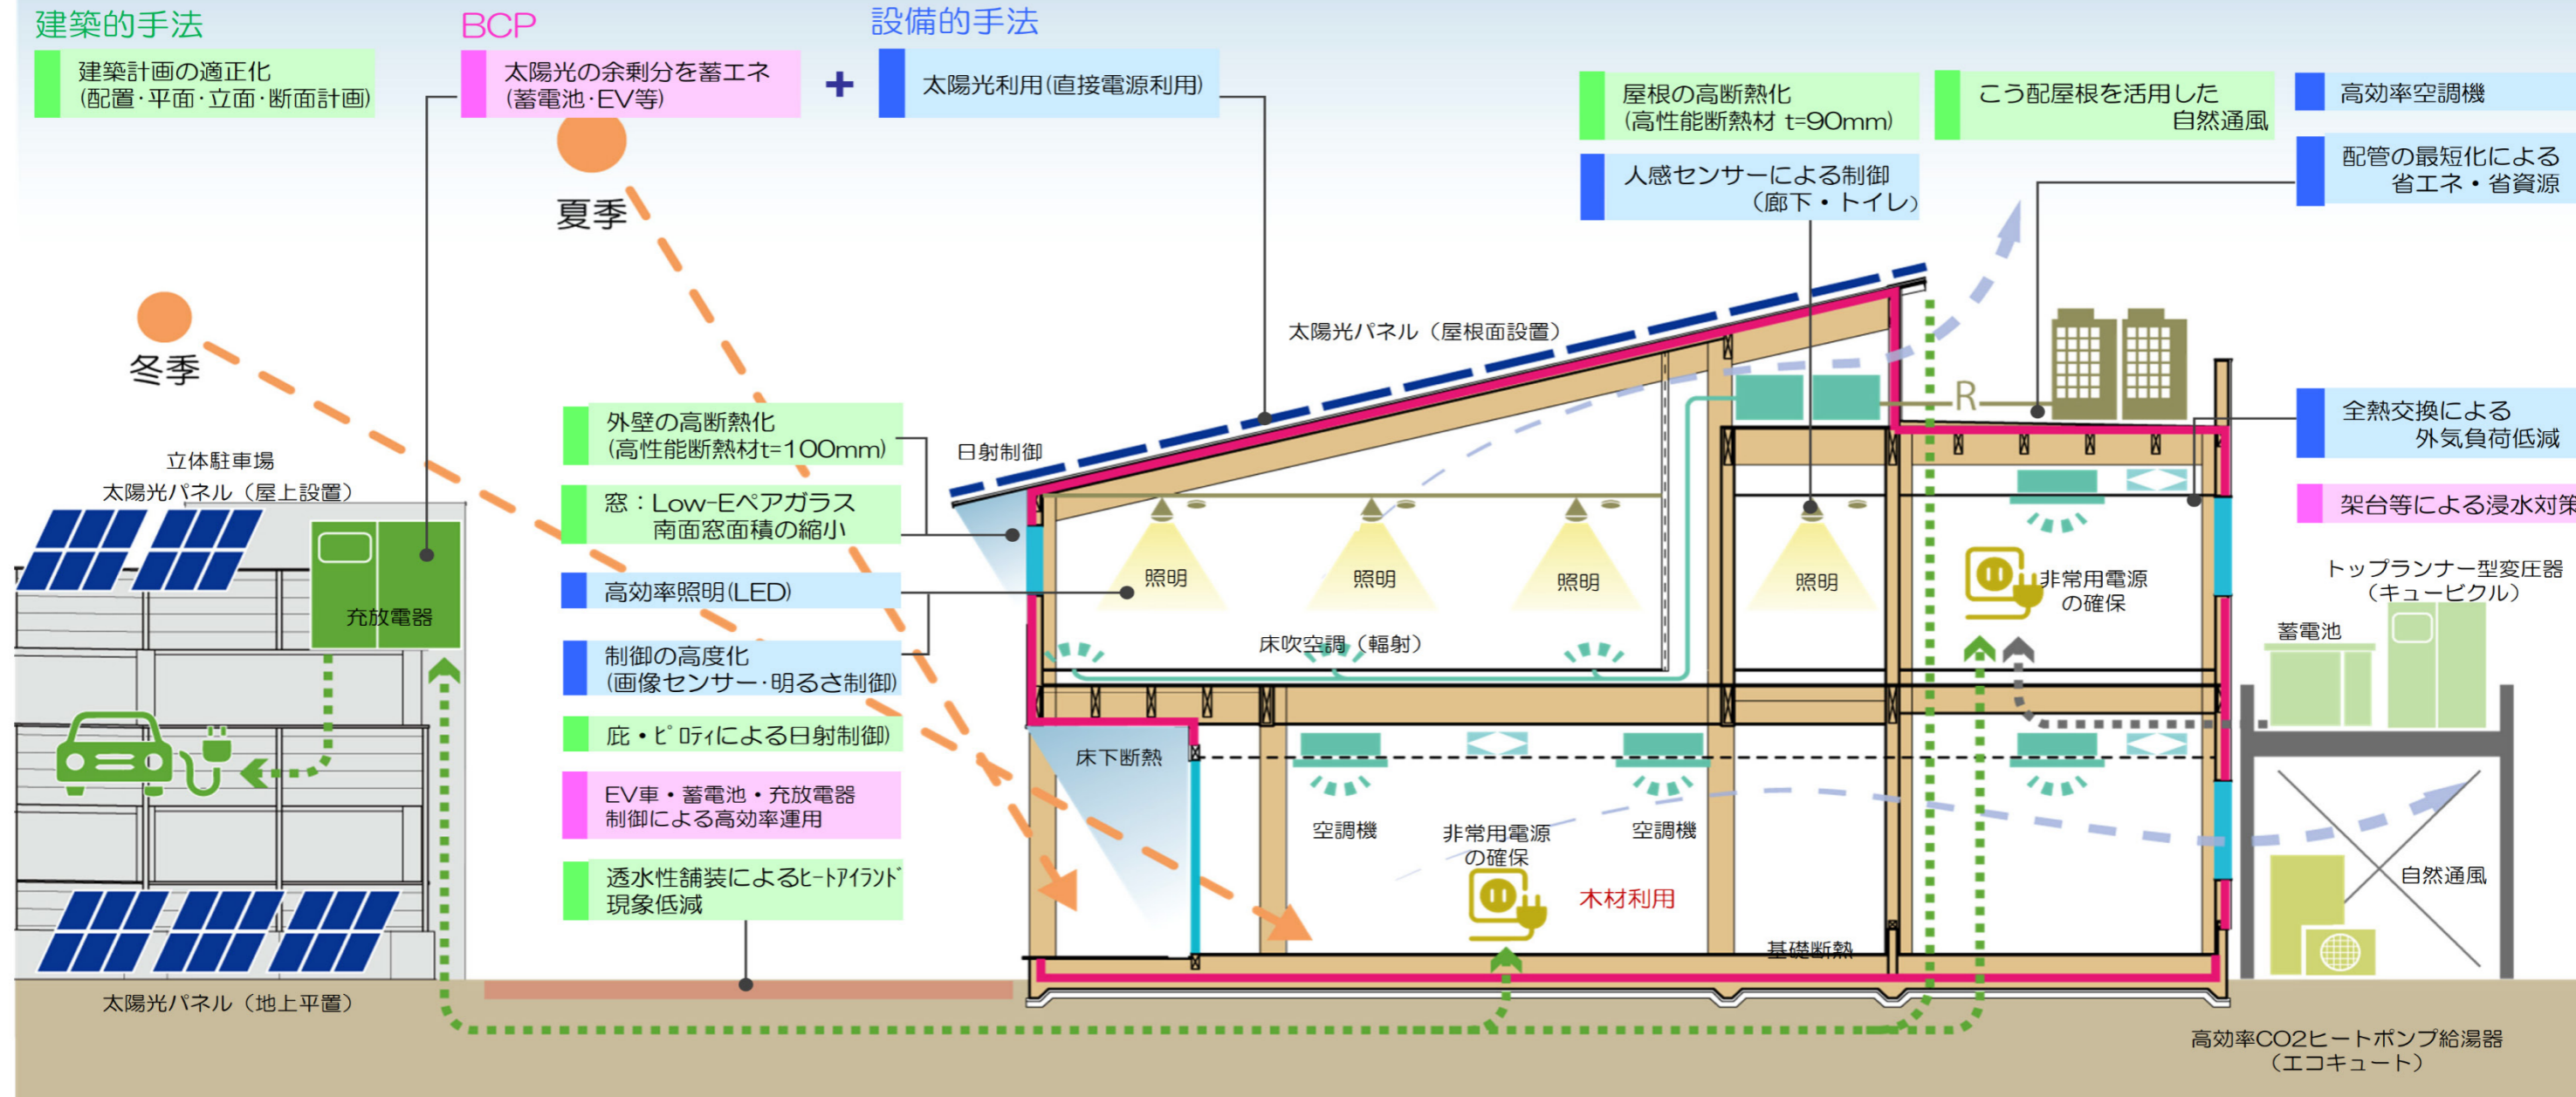 建築的手法
BCP
設備的手法
建築計画の適正化
(配置･平面･立面･断面計画)
太陽光の余剰分を蓄エネ
(蓄電池･EV等)
+
太陽光利用(直接電源利用)
屋根の高断熱化
(高性能断熱材 t=90mm)
こう配屋根を活用した
自然通風
高効率空調機
人感センサーによる制御
（廊下・トイレ）
配管の最短化による
省エネ・省資源
夏季
冬季
太陽光パネル（屋根面設置）
R
外壁の高断熱化
(高性能断熱材t=100mm)
日射制御
全熱交換による
外気負荷低減
立体駐車場
太陽光パネル（屋上設置）
窓：Low-Eペアガラス
南面窓面積の縮小
架台等による浸水対策
高効率照明(LED)
照明
照明
照明
照明
非常用電源
の確保
トップランナー型変圧器
（キュービクル）
充放電器
蓄電池
床吹空調（輻射）
制御の高度化
(画像センサー･明るさ制御)
庇・ﾋﾟﾛﾃｨによる日射制御)
床下断熱
EV車・蓄電池・充放電器
制御による高効率運用
空調機
非常用電源
の確保
空調機
透水性舗装によるﾋｰﾄｱｲﾗﾝﾄﾞ
現象低減
木材利用
自然通風
基礎断熱
太陽光パネル（地上平置）
高効率CO2ヒートポンプ給湯器
（エコキュート）